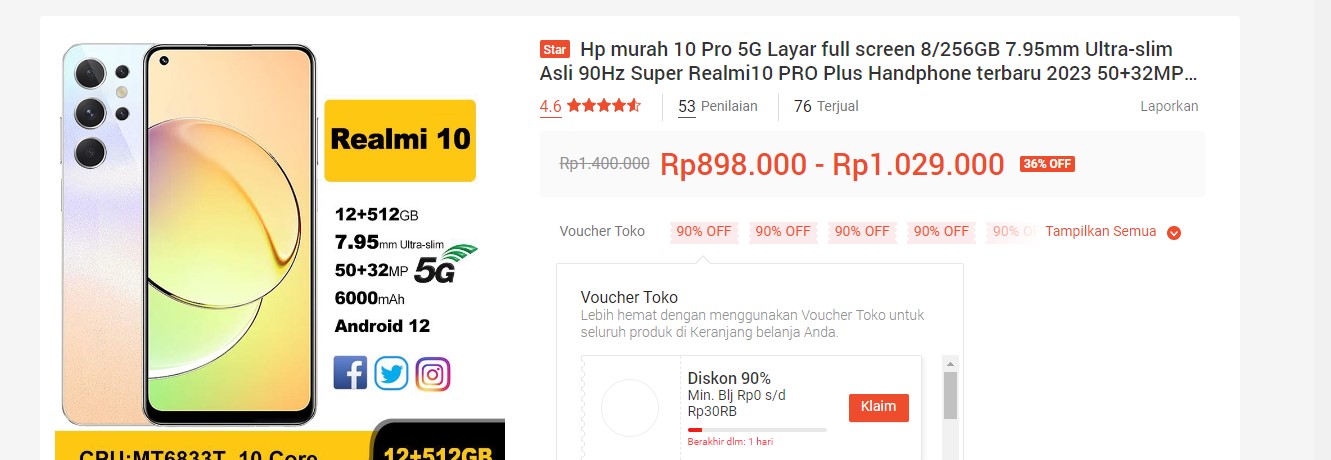 Realmi 10
12+512GB
7.95mm Ultra-slim
50+32MP 5G
6000mAh
Android 12
CPU:MT6833T 10 Core
12+512GB
Star Hp murah 10 Pro 5G Layar full screen 8/256GB 7.95mm Ultra-slim
Asli 90Hz Super Realmi10 PRO Plus Handphone terbaru 2023 50+32MP...
4.6 53 Penilaian 76 Terjual Laporkan
Rp1.400.000 Rp898.000 - Rp1.029.000 36% OFF
Voucher Toko 90% OFF 90% OFF 90% OFF 90% OFF 90% O Tampilkan Semua
Voucher Toko
Lebih hemat dengan menggunakan Voucher Toko untuk
seluruh produk di Keranjang belanja Anda.
Diskon 90%
Min. Blj Rp0 s/d
Rp30RB
Klaim
Berakhir dlm: 1 hari